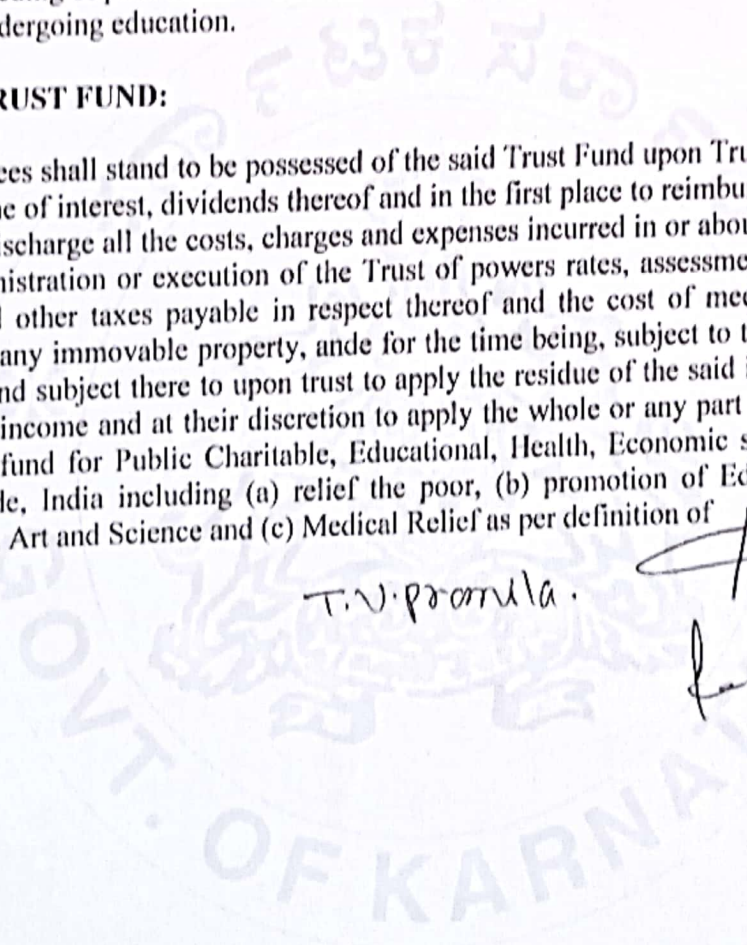 dergoing education.
RUST FUND:
ees shall stand to be possessed of the said Trust Fund upon Tru
e of interest, dividends thereof and in the first place to reimbu
ischarge all the costs, charges and expenses incurred in or abou
nistration or execution of the Trust of powers rates, assessme
l other taxes payable in respect thereof and the cost of mee
any immovable property, ande for the time being, subject to t
nd subject there to upon trust to apply the residue of the said i
income and at their discretion to apply the whole or any part
fund for Public Charitable, Educational, Health, Economic s
le, India including (a) relief the poor, (b) promotion of Ed
Art and Science and (c) Medical Relief as per definition of
T.V.Pramila.
GOVT. OF KARNA